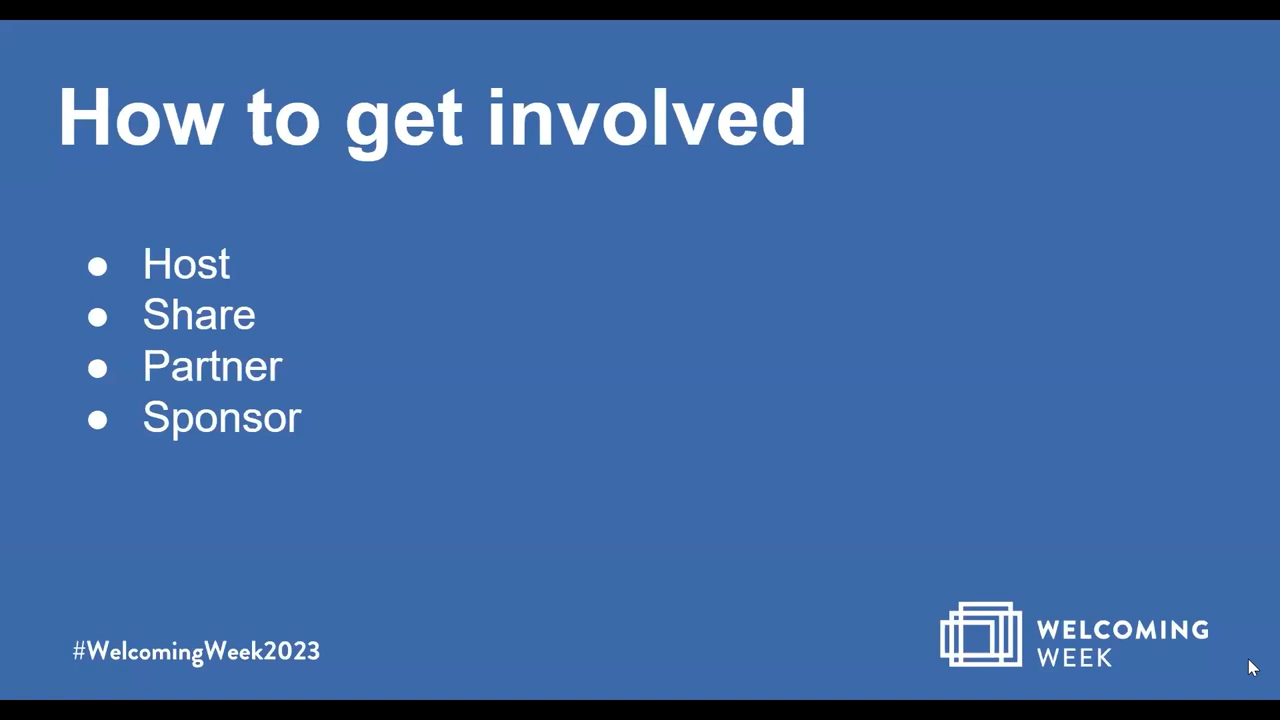 How to get involved
● Host
● Share
● Partner
● Sponsor
#WelcomingWeek2023
WELCOMING
WEEK